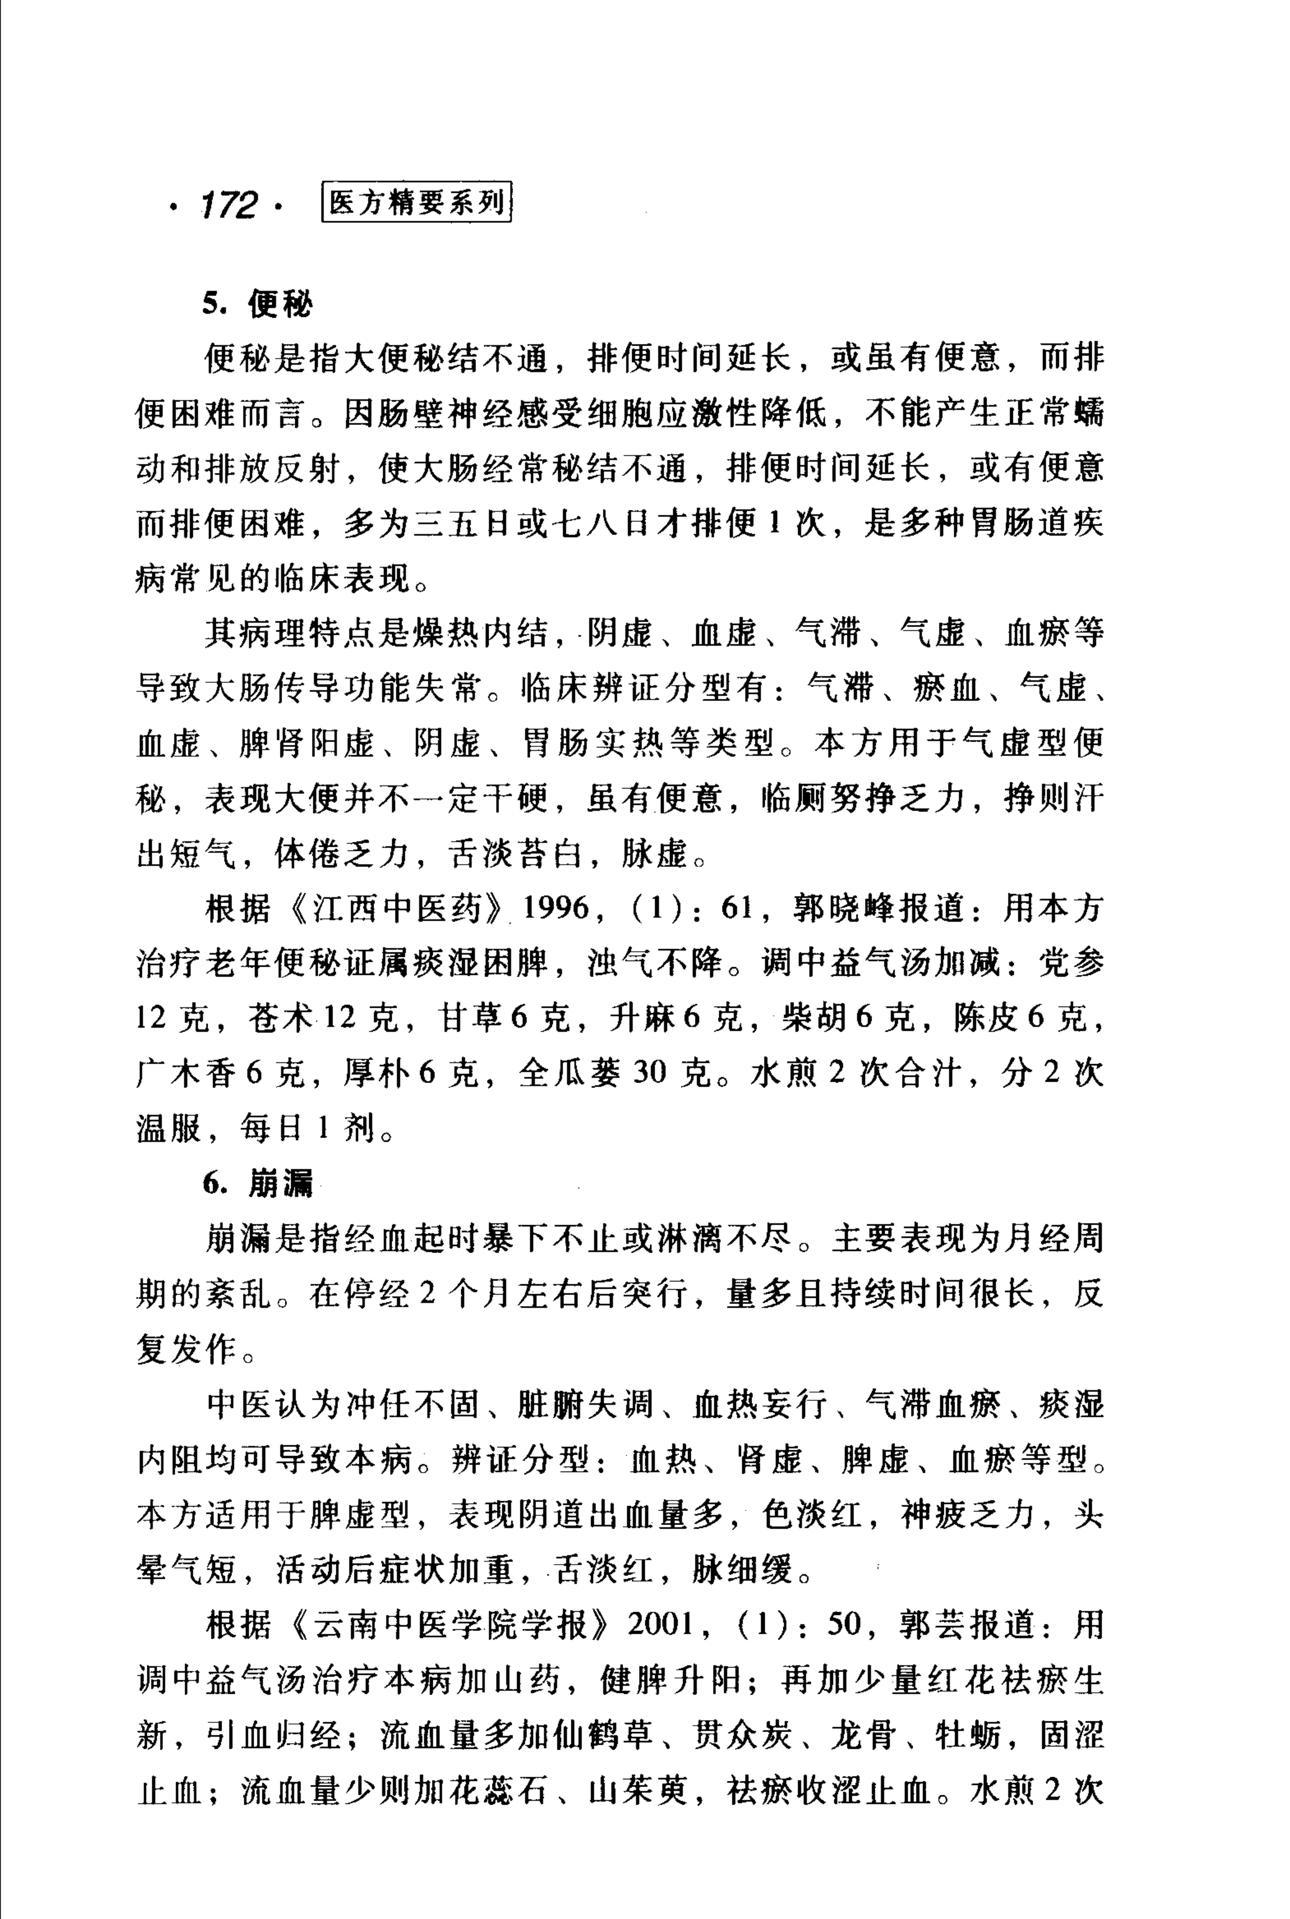 · 172 · 医方精要系列
5. 便秘
便秘是指大便秘结不通，排便时间延长，或虽有便意，而排
便困难而言。因肠壁神经感受细胞应激性降低，不能产生正常蠕
动和排放反射，使大肠经常秘结不通，排便时间延长，或有便意
而排便困难，多为三五日或七八日才排便 1 次，是多种胃肠道疾
病常见的临床表现。
其病理特点是燥热内结，阴虚、血虚、气滞、气虚、血瘀等
导致大肠传导功能失常。临床辨证分型有：气滞、瘀血、气虚、
血虚、脾肾阳虚、阴虚、胃肠实热等类型。本方用于气虚型便
秘，表现大便并不一定干硬，虽有便意，临厕努挣乏力，挣则汗
出短气，体倦乏力，舌淡苔白，脉虚。
根据《江西中医药》1996，（1）：61，郭晓峰报道：用本方
治疗老年便秘证属痰湿困脾，浊气不降。调中益气汤加减：党参
12 克，苍术 12 克，甘草 6 克，升麻 6 克，柴胡 6 克，陈皮 6 克，
广木香 6 克，厚朴 6 克，全瓜蒌 30 克。水煎 2 次合汁，分 2 次
温服，每日 1 剂。
6. 崩漏
崩漏是指经血起时暴下不止或淋漓不尽。主要表现为月经周
期的紊乱。在停经 2 个月左右后突行，量多且持续时间很长，反
复发作。
中医认为冲任不固、脏腑失调、血热妄行、气滞血瘀、痰湿
内阻均可导致本病。辨证分型：血热、肾虚、脾虚、血瘀等型。
本方适用于脾虚型，表现阴道出血量多，色淡红，神疲乏力，头
晕气短，活动后症状加重，舌淡红，脉细缓。
根据《云南中医学院学报》2001，（1）：50，郭芸报道：用
调中益气汤治疗本病加山药，健脾升阳；再加少量红花祛瘀生
新，引血归经；流血量多加仙鹤草、贯众炭、龙骨、牡蛎，固涩
止血；流血量少则加花蕊石、山茱萸，祛瘀收涩止血。水煎 2 次